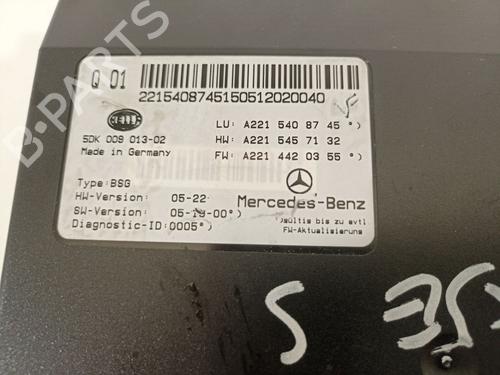 Q 01
2215408745150512020040
HELLA
5DK 009 013-02
Made in Germany
LU: A221 540 87 45 °)
HW: A221 545 71 32
FW: A221 442 03 55 °)
Type: BSG
HW-Version: 05-22
SW-Version: 05-19-00°)
Diagnostic-ID:0005°)
Mercedes-Benz
°)gültig bis zu evtl
FW-Aktualisierung
B-PARTS
S